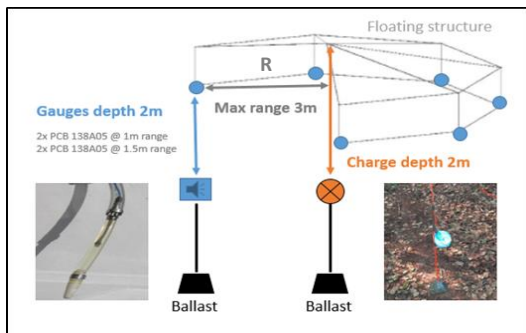 Floating structure
R
Gauges depth 2m
Max range 3m
2x PCB 138A05 @ 1m range
2x PCB 138A05 @ 1.5m range
Charge depth 2m
Ballast
Ballast